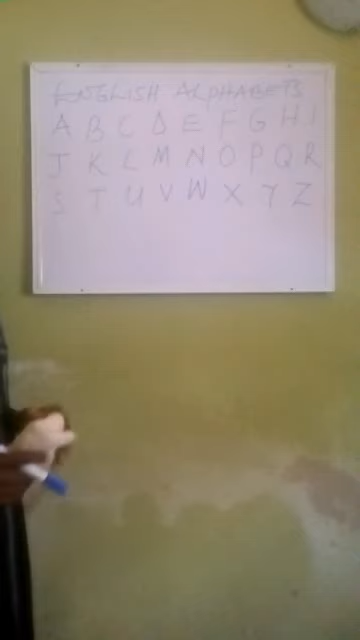 ENGLISH ALPHABETS
A B C D E F G H I
J K L M N O P Q R
S T U V W X Y Z